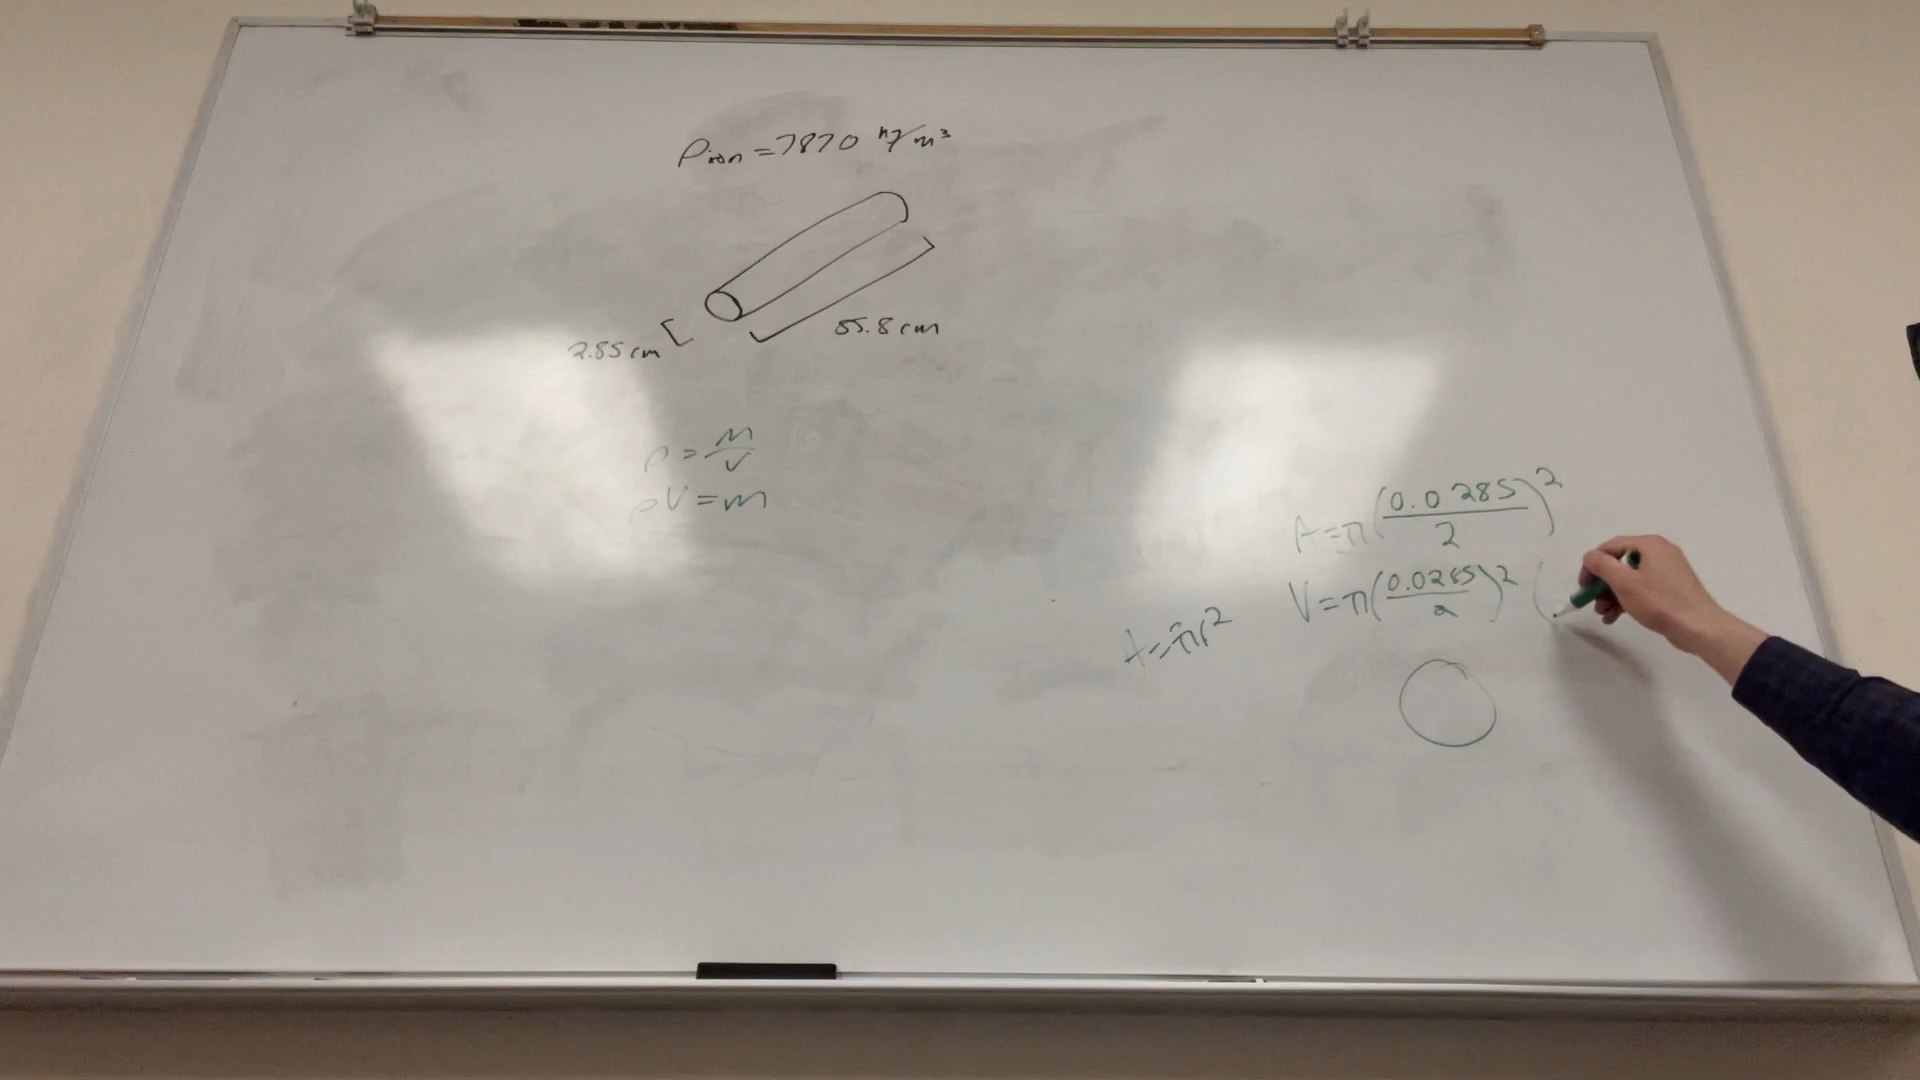 ρiron = 7870 kg/m³
2.85 cm
85.8 cm
ρ = m/V
ρV = m
A = π(0.0285/2)²
V = π(0.0285/2)² (
A = πr²